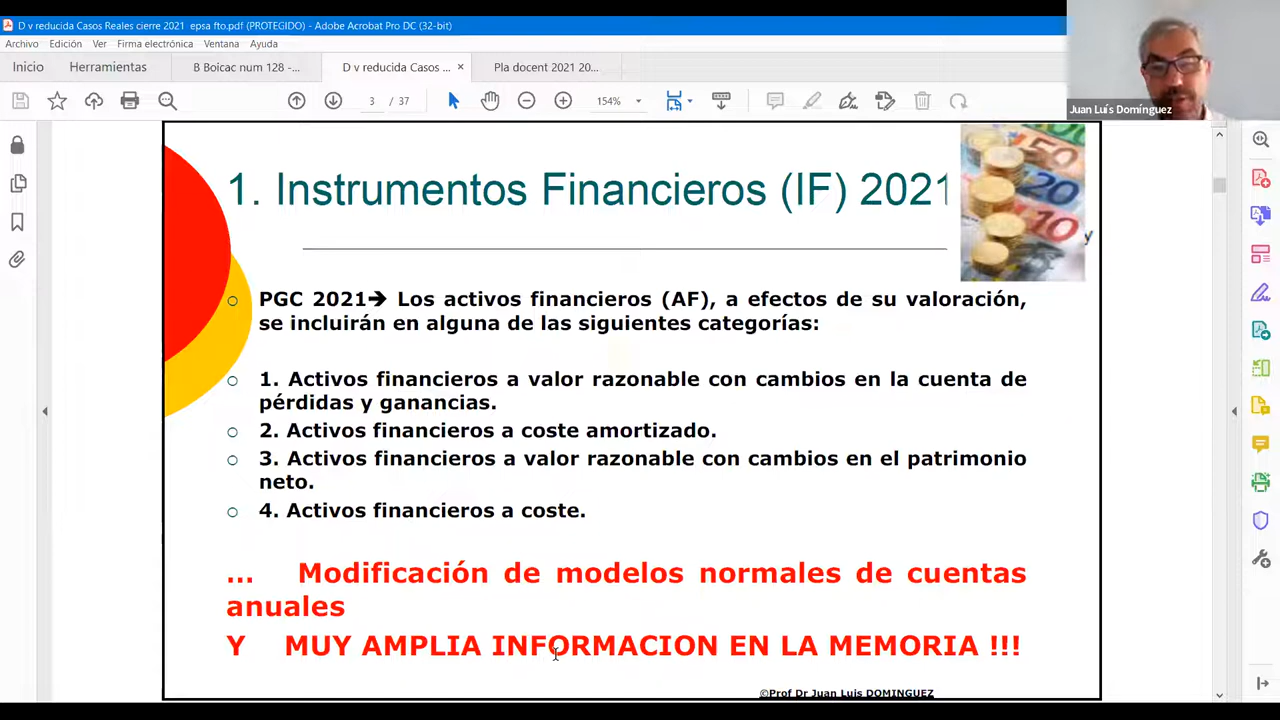 D v reducida Casos Reales cierre 2021 epsa fto.pdf (PROTEGIDO) - Adobe Acrobat Pro DC (32-bit)
Archivo Edición Ver Firma electrónica Ventana Ayuda
Inicio Herramientas B Boicac num 128 -... D v reducida Casos ... × Pla docent 2021 20...
3 / 37 154%
Juan Luís Domínguez
1. Instrumentos Financieros (IF) 2021
y
50
20
10
PGC 2021➔ Los activos financieros (AF), a efectos de su valoración,
se incluirán en alguna de las siguientes categorías:
1. Activos financieros a valor razonable con cambios en la cuenta de
pérdidas y ganancias.
2. Activos financieros a coste amortizado.
3. Activos financieros a valor razonable con cambios en el patrimonio
neto.
4. Activos financieros a coste.
... Modificación de modelos normales de cuentas
anuales
Y MUY AMPLIA INFORMACION EN LA MEMORIA !!!
©Prof Dr Juan Luis DOMINGUEZ